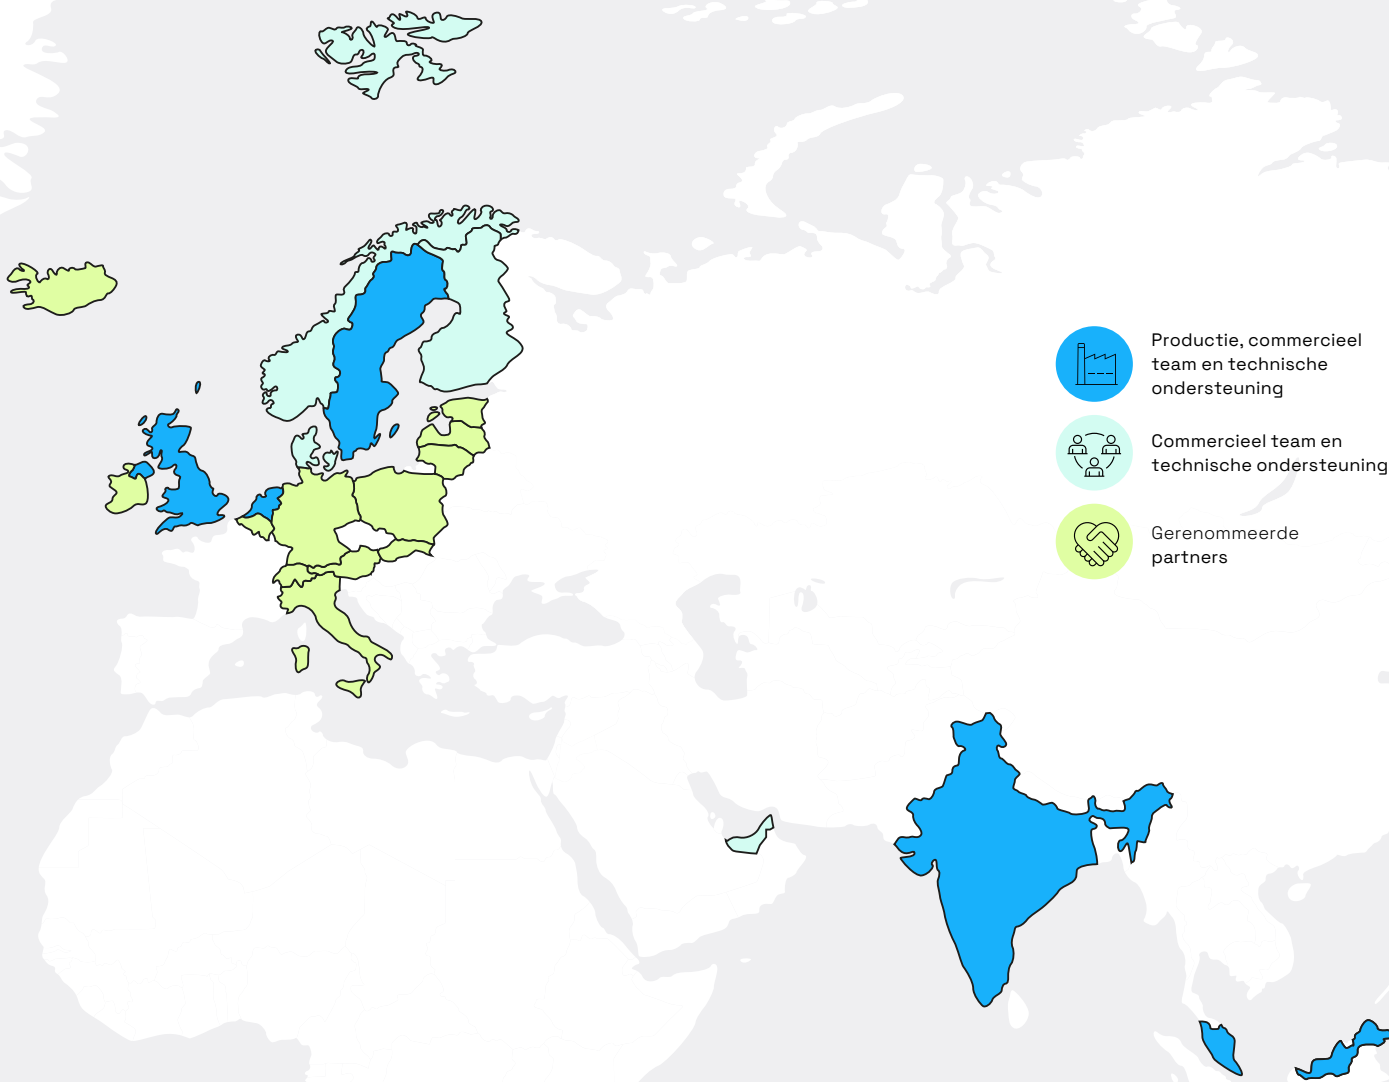 Productie, commercieel
team en technische
ondersteuning
Commercieel team en
technische ondersteuning
Gerenommeerde
partners